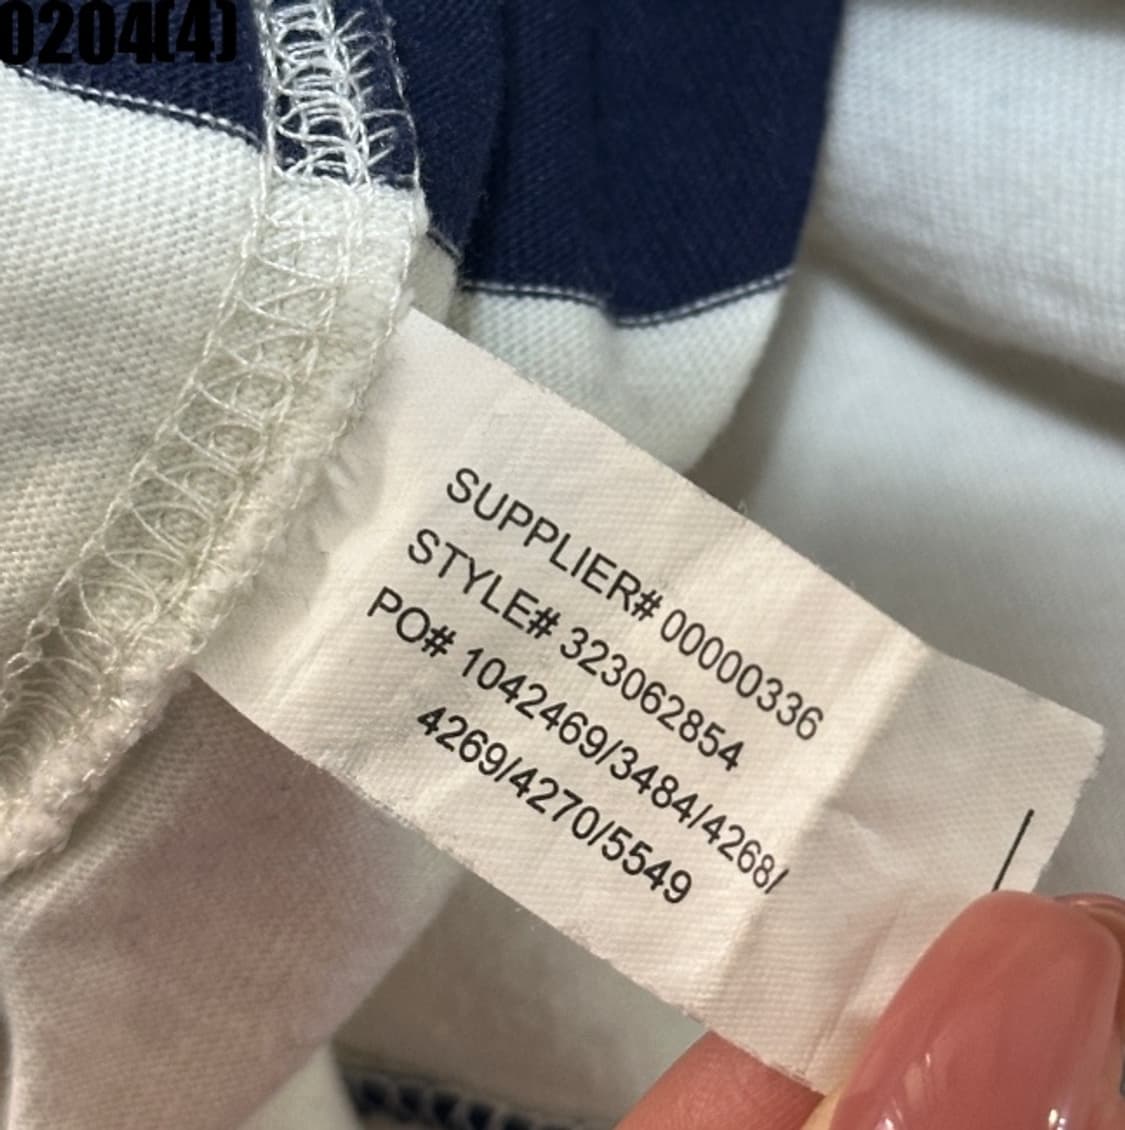 0204(4)
SUPPLIER# 00000336
STYLE# 323062854
PO# 1042469/3484/4268/
4269/4270/5549